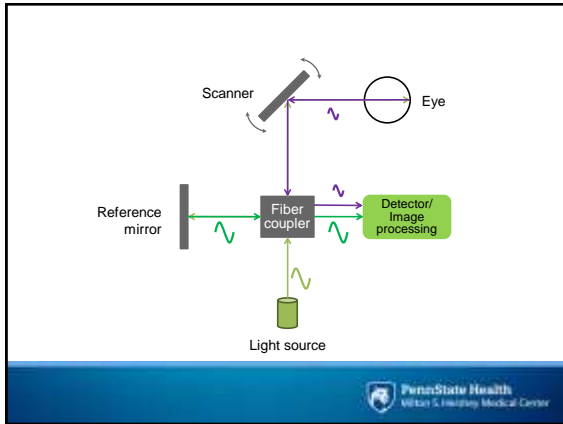 Scanner
Eye
Reference
mirror
Fiber
coupler
Detector/
Image
processing
Light source
PennState Health
Milton S. Hershey Medical Center